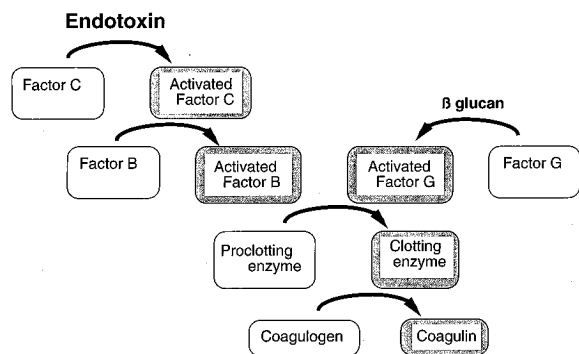 Endotoxin
Factor C
Activated
Factor C
ß glucan
Factor B
Activated
Factor B
Activated
Factor G
Factor G
Proclotting
enzyme
Clotting
enzyme
Coagulogen
Coagulin